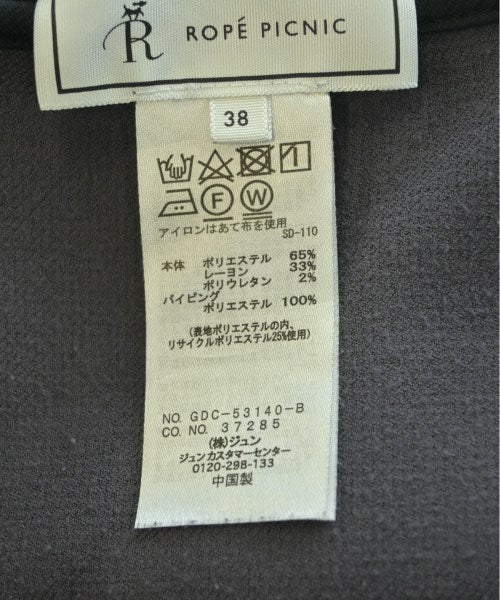 R ROPÉ PICNIC
38
F W
アイロンはあて布を使用
SD-110
本体 ポリエステル 65%
レーヨン 33%
ポリウレタン 2%
パイピング
ポリエステル 100%
(表地ポリエステルの内、
リサイクルポリエステル25%使用)
NO. GDC-53140-B
CO. NO. 37285
(株)ジュン
ジュンカスタマーセンター
0120-298-133
中国製